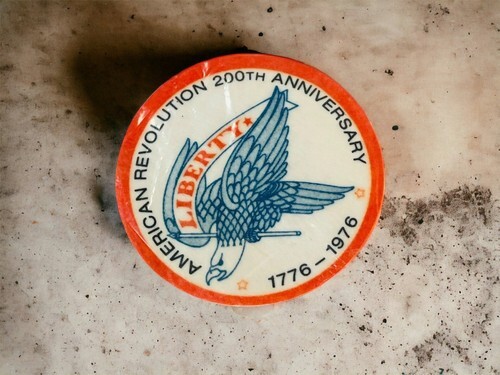 AMERICAN REVOLUTION 200TH ANNIVERSARY
LIBERTY
1776 – 1976